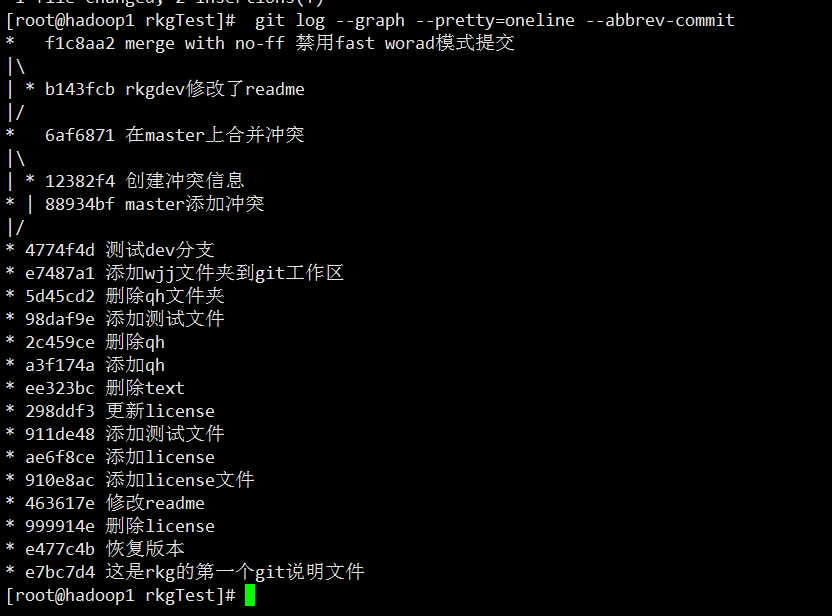 1 file changed, 2 insertions(+)
[root@hadoop1 rkgTest]#  git log --graph --pretty=oneline --abbrev-commit
*   f1c8aa2 merge with no-ff 禁用fast worad模式提交
|\
| * b143fcb rkgdev修改了readme
|/
*   6af6871 在master上合并冲突
|\
| * 12382f4 创建冲突信息
* | 88934bf master添加冲突
|/
* 4774f4d 测试dev分支
* e7487a1 添加wjj文件夹到git工作区
* 5d45cd2 删除qh文件夹
* 98daf9e 添加测试文件
* 2c459ce 删除qh
* a3f174a 添加qh
* ee323bc 删除text
* 298ddf3 更新license
* 911de48 添加测试文件
* ae6f8ce 添加license
* 910e8ac 添加license文件
* 463617e 修改readme
* 999914e 删除license
* e477c4b 恢复版本
* e7bc7d4 这是rkg的第一个git说明文件
[root@hadoop1 rkgTest]#